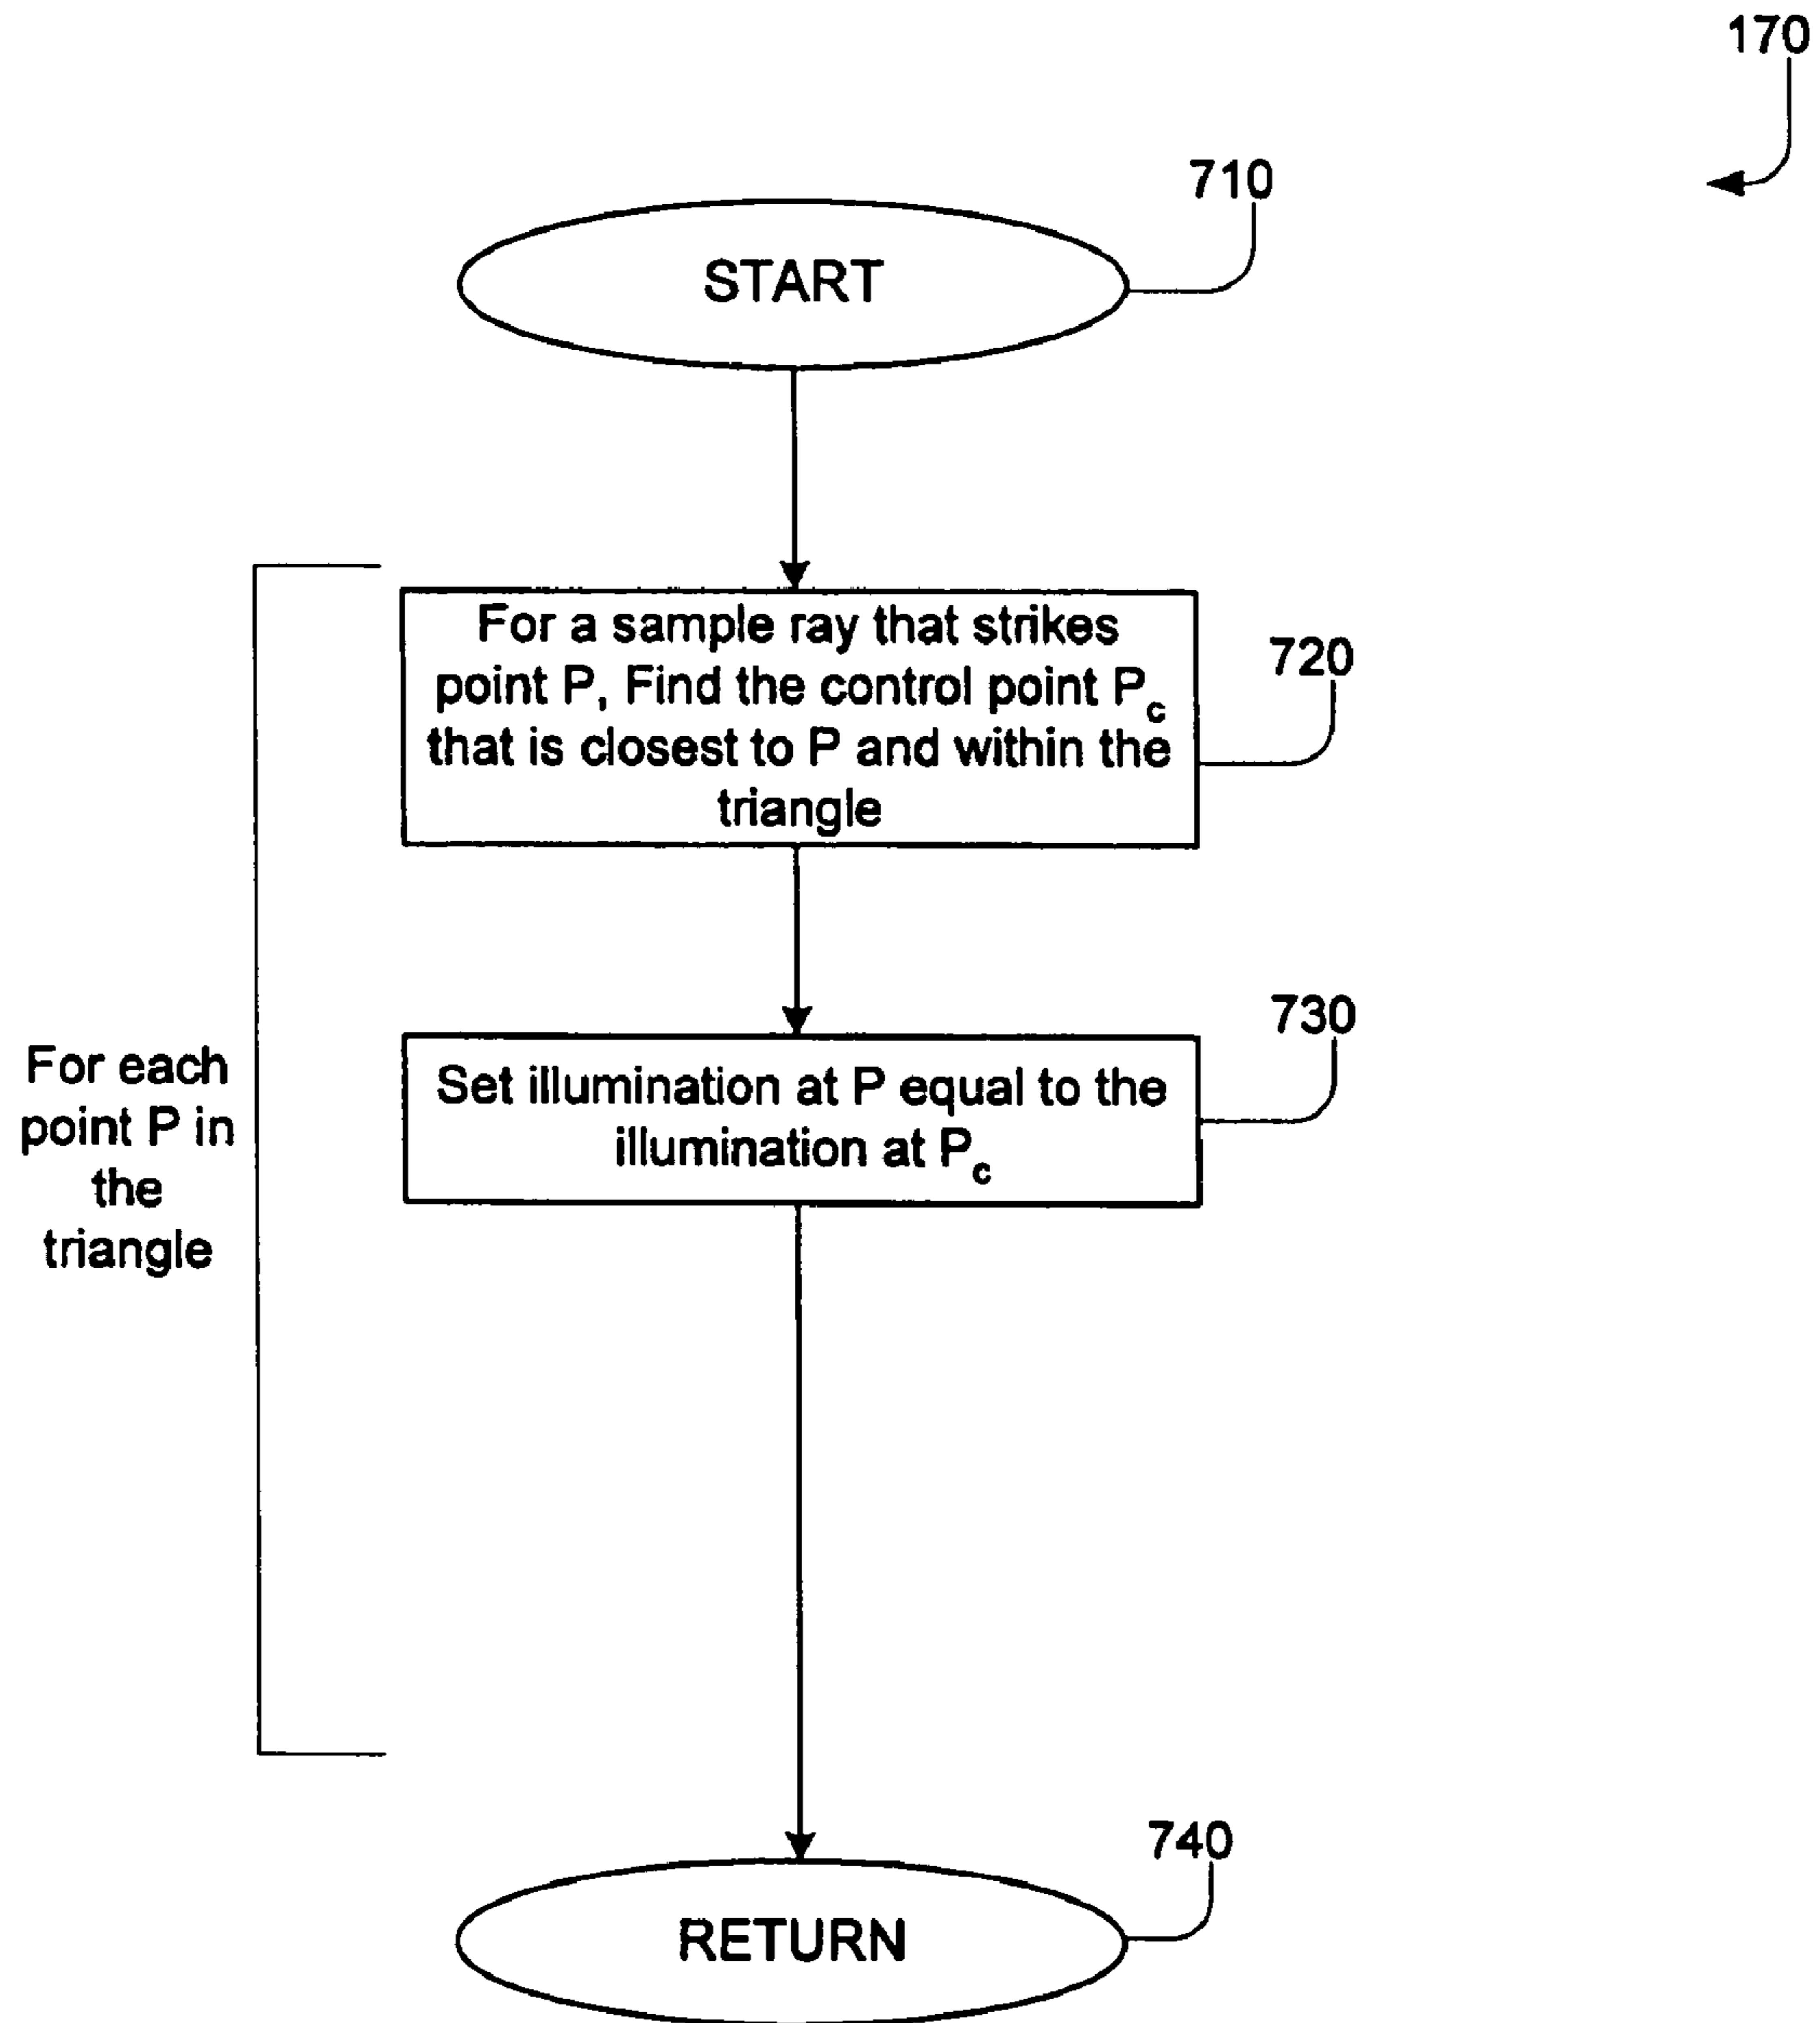 170
710
START
For a sample ray that strikes
point P, Find the control point Pc
that is closest to P and within the
triangle
720
For each
point P in
the
triangle
730
Set illumination at P equal to the
illumination at Pc
740
RETURN